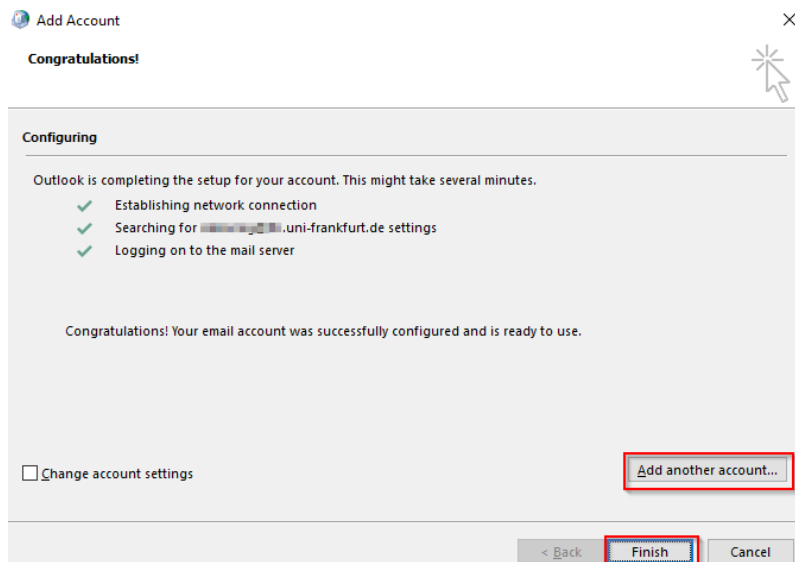 Add Account
Congratulations!
Configuring
Outlook is completing the setup for your account. This might take several minutes.
Establishing network connection
Searching for .uni-frankfurt.de settings
Logging on to the mail server
Congratulations! Your email account was successfully configured and is ready to use.
Change account settings
Add another account...
< Back Finish Cancel